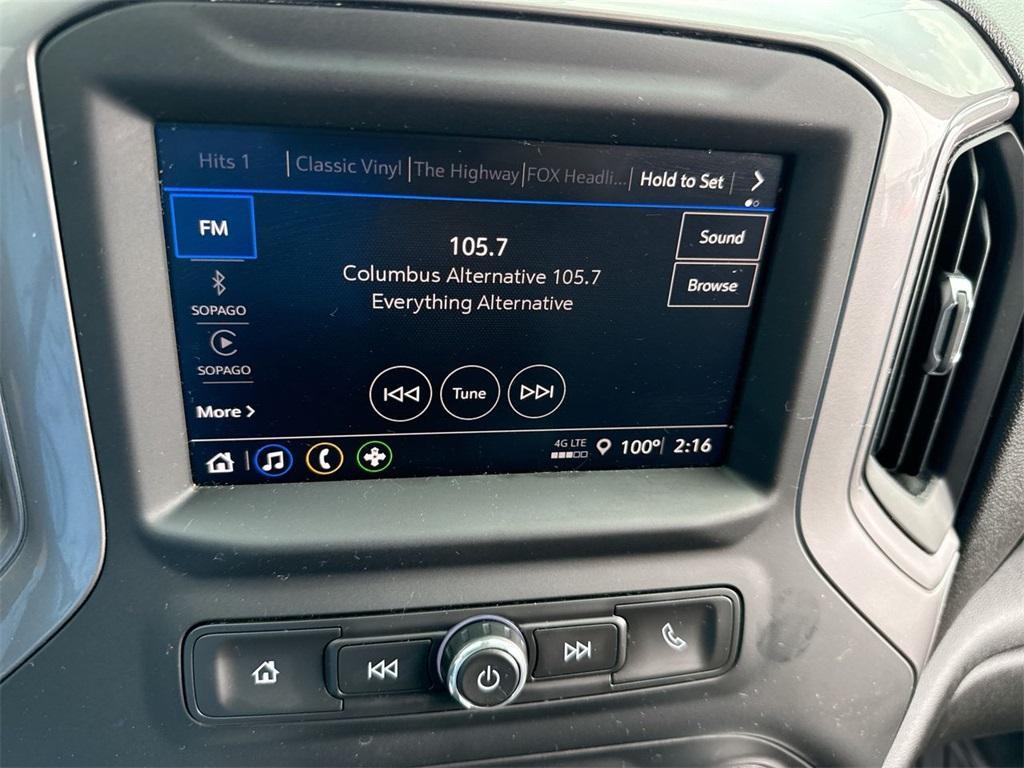 Hits 1 Classic Vinyl The Highway FOX Headli... Hold to Set
FM
105.7
Sound
Columbus Alternative 105.7
SOPAGO
Everything Alternative
Browse
SOPAGO
More
Tune
4G LTE
100° 2:16